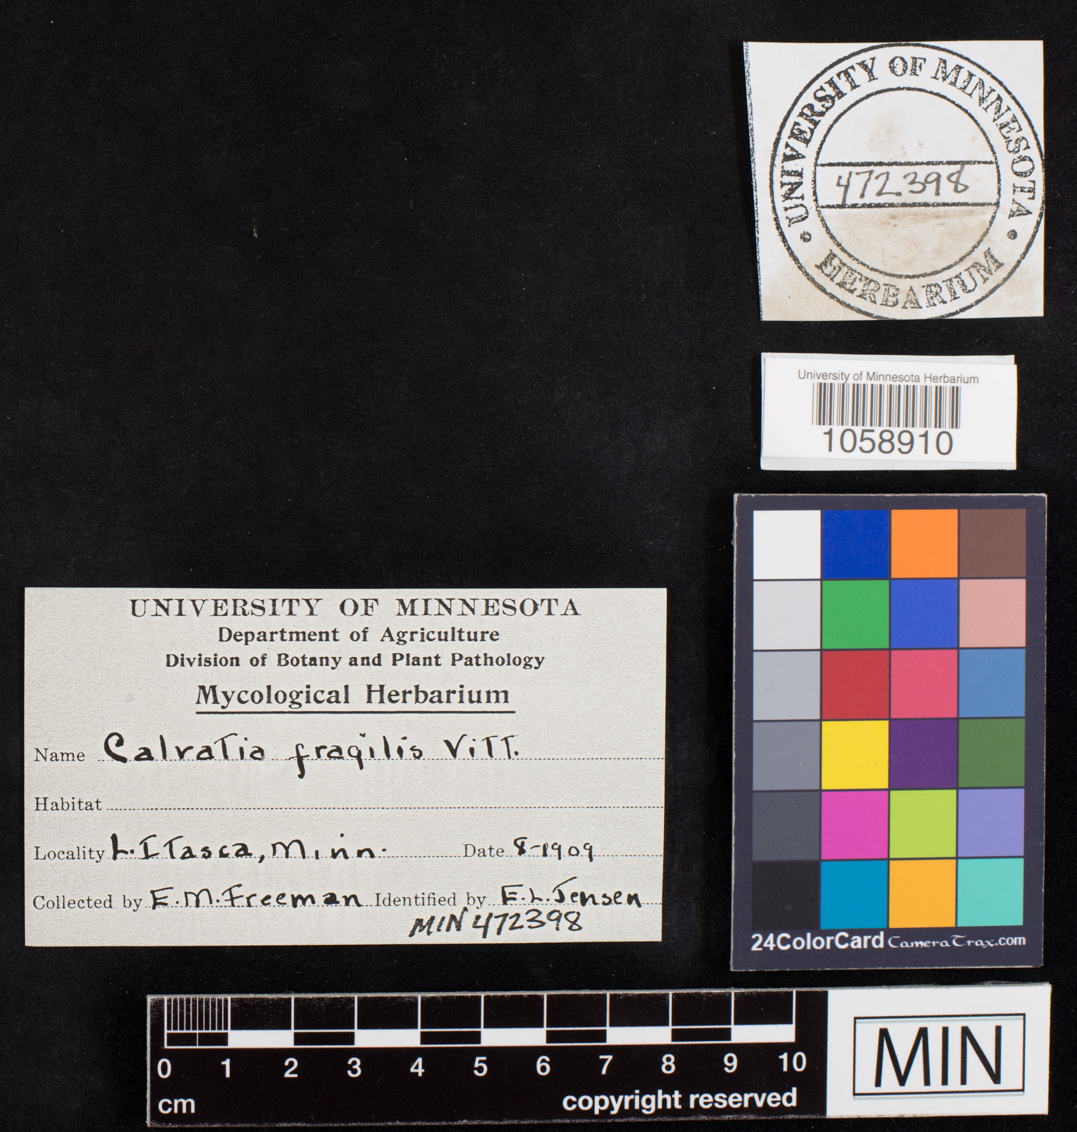 UNIVERSITY OF MINNESOTA
472398
HERBARIUM
University of Minnesota Herbarium
1058910
UNIVERSITY OF MINNESOTA
Department of Agriculture
Division of Botany and Plant Pathology
Mycological Herbarium
Name Calvatia fragilis Vitt.
Habitat
Locality L. Itasca, Minn. Date 8-1909
Collected by E.M. Freeman Identified by E.L. Jensen
MIN 472398
24ColorCard CameraTrax.com
0 1 2 3 4 5 6 7 8 9 10
cm copyright reserved
MIN